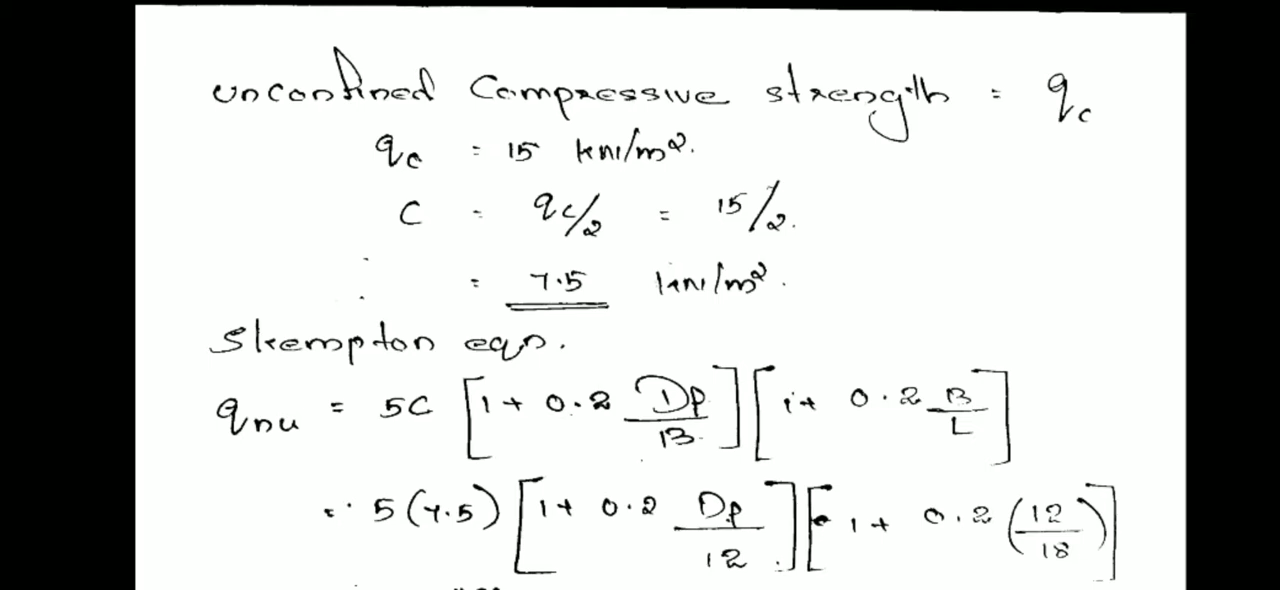 unconfined compressive strength = qc
qc = 15 kN/m².
C = qc/2 = 15/2.
= 7.5 kN/m².
Skempton eqn.
qnu = 5C [1+ 0.2 Df/B] [1+ 0.2 B/L]
= 5(7.5) [1+ 0.2 Df/12] [1+ 0.2 (12/18)]